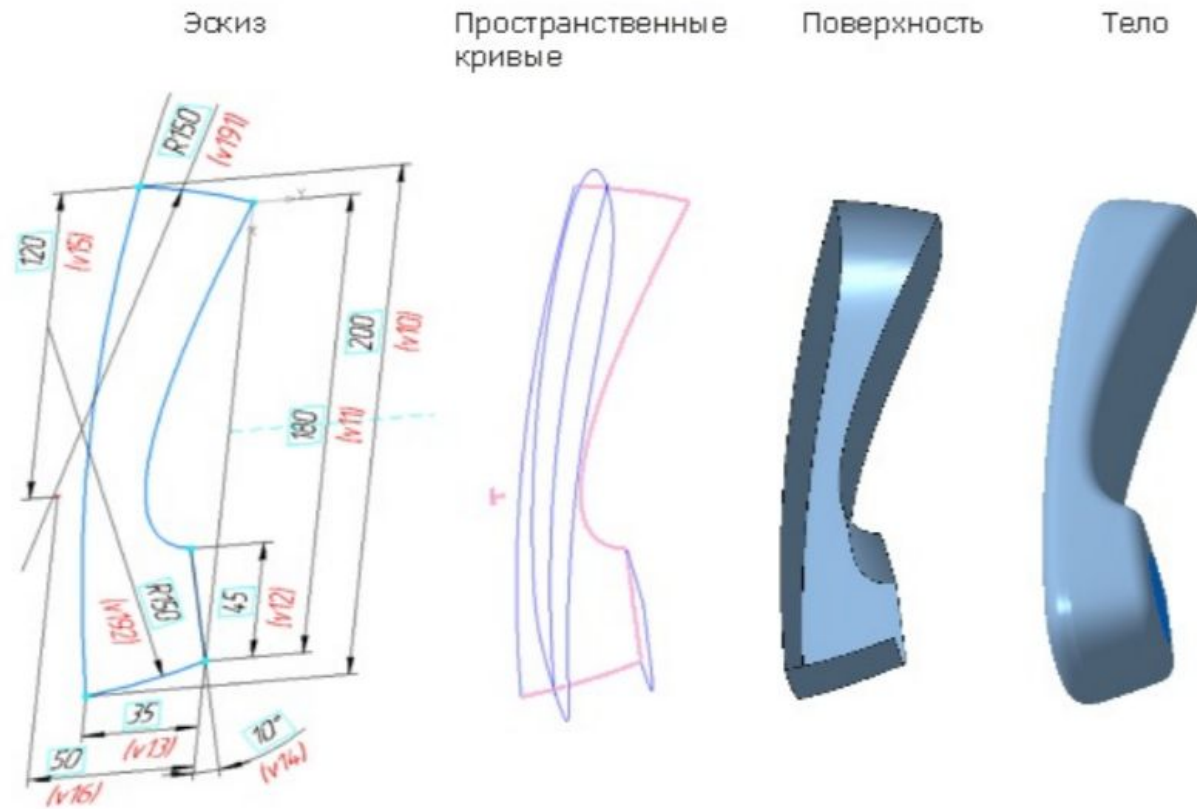 Эскиз
Пространственные
кривые
Поверхность
Тело
R150
(v191)
120
(v15)
Y
X
200
(v10)
180
(v11)
R150
(v192)
45
(v12)
35
(v13)
50
(v16)
10°
(v14)